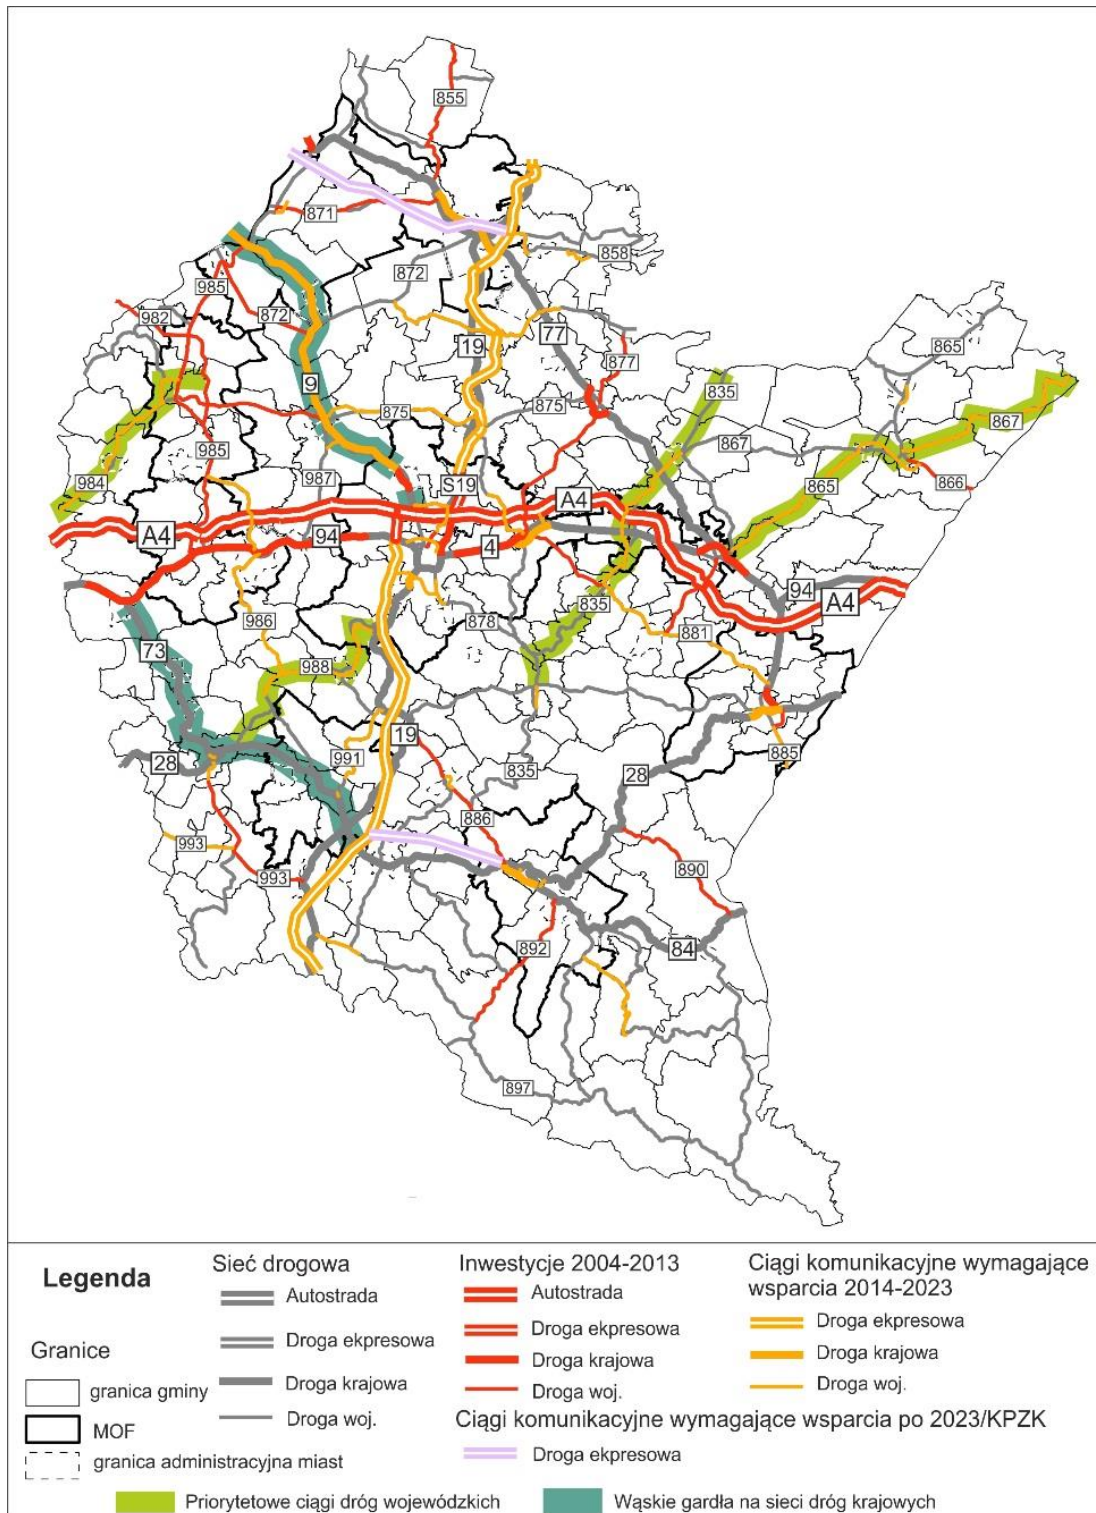 855
871
858
872
985
982
872
19
77
865
877
9
835
875
875
867
867
985
984
987
865
866
S19
A4
A4
94
4
94
835
A4
878
986
881
73
988
19
885
991
28
835
28
886
993
890
993
892
84
897
Legenda
Granice
granica gminy
MOF
granica administracyjna miast
Sieć drogowa
Autostrada
Droga ekpresowa
Droga krajowa
Droga woj.
Inwestycje 2004-2013
Autostrada
Droga ekpresowa
Droga krajowa
Droga woj.
Ciągi komunikacyjne wymagające
wsparcia 2014-2023
Droga ekpresowa
Droga krajowa
Droga woj.
Ciągi komunikacyjne wymagające wsparcia po 2023/KPZK
Droga ekpresowa
Priorytetowe ciągi dróg wojewódzkich
Wąskie gardła na sieci dróg krajowych